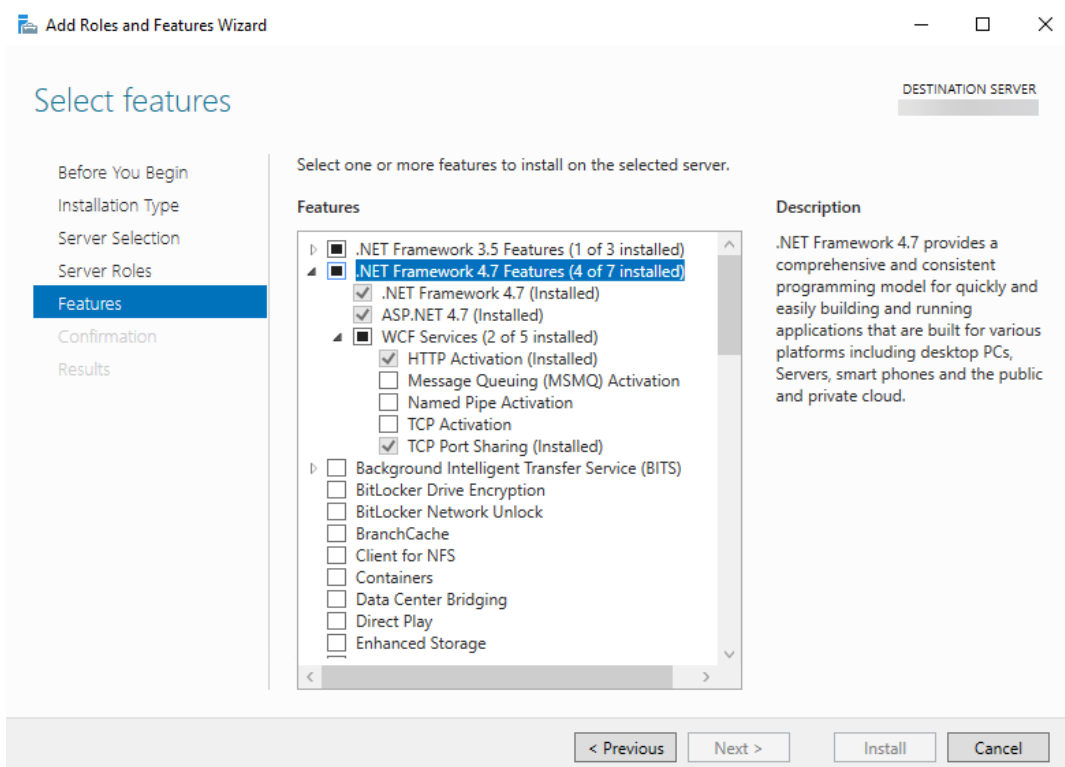 Add Roles and Features Wizard
Select features
DESTINATION SERVER
Before You Begin
Installation Type
Server Selection
Server Roles
Features
Confirmation
Results
Select one or more features to install on the selected server.
Features
.NET Framework 3.5 Features (1 of 3 installed)
.NET Framework 4.7 Features (4 of 7 installed)
.NET Framework 4.7 (Installed)
ASP.NET 4.7 (Installed)
WCF Services (2 of 5 installed)
HTTP Activation (Installed)
Message Queuing (MSMQ) Activation
Named Pipe Activation
TCP Activation
TCP Port Sharing (Installed)
Background Intelligent Transfer Service (BITS)
BitLocker Drive Encryption
BitLocker Network Unlock
BranchCache
Client for NFS
Containers
Data Center Bridging
Direct Play
Enhanced Storage
Description
.NET Framework 4.7 provides a
comprehensive and consistent
programming model for quickly and
easily building and running
applications that are built for various
platforms including desktop PCs,
Servers, smart phones and the public
and private cloud.
< Previous
Next >
Install
Cancel